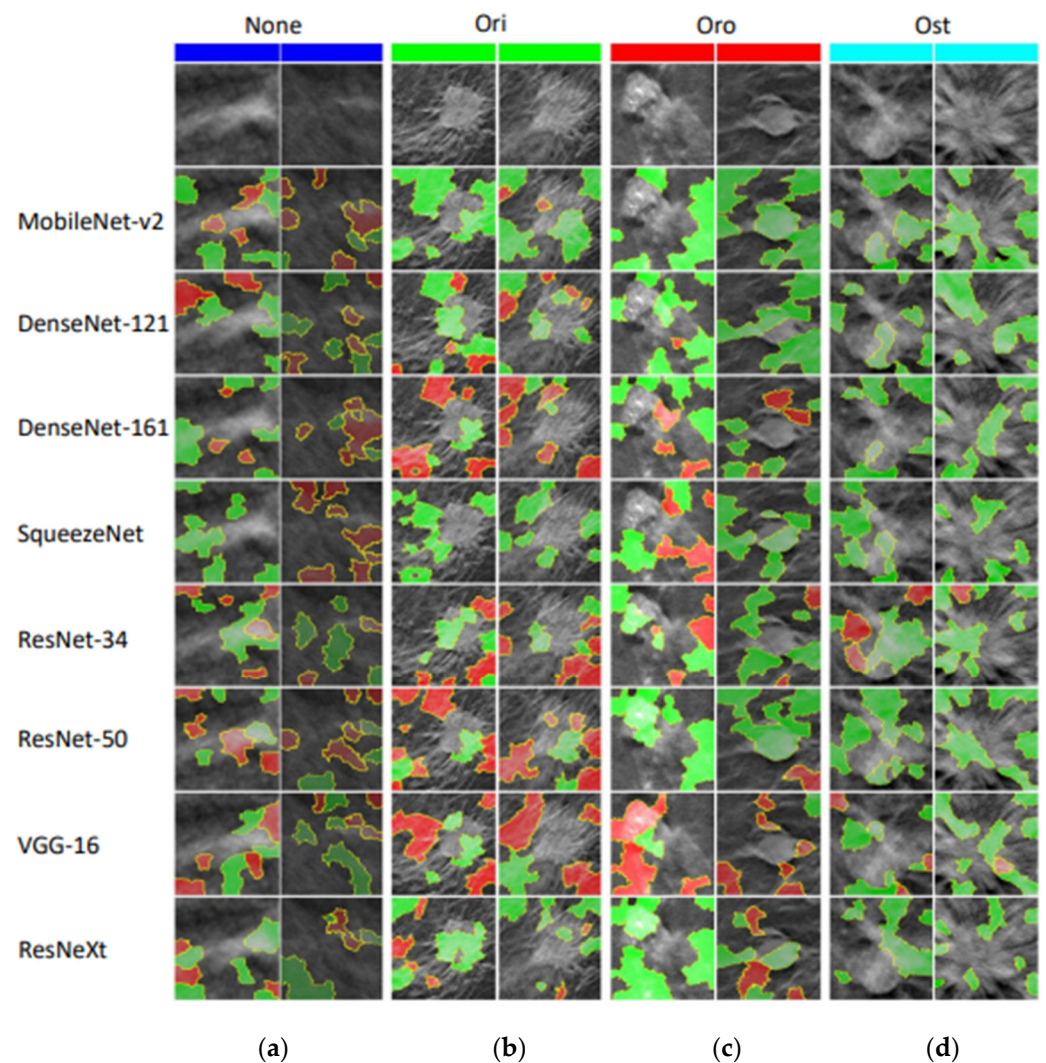 None Ori Oro Ost
MobileNet-v2
DenseNet-121
DenseNet-161
SqueezeNet
ResNet-34
ResNet-50
VGG-16
ResNeXt
(a) (b) (c) (d)